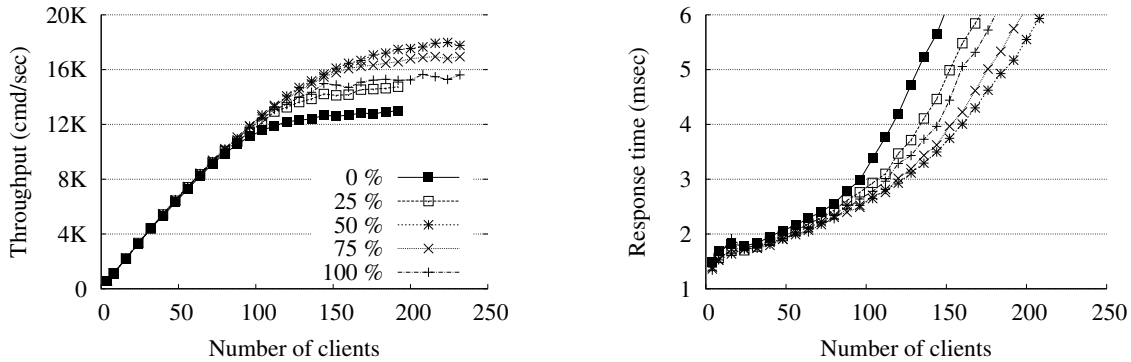 20K
16K
12K
8K
4K
0
Throughput (cmd/sec)
0 %
25 %
50 %
75 %
100 %
0 50 100 150 200 250
Number of clients
6
5
4
3
2
1
Response time (msec)
0 50 100 150 200 250
Number of clients